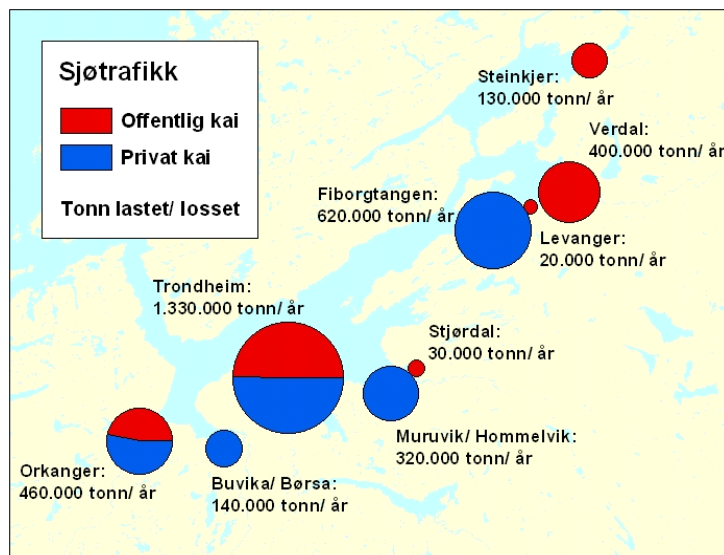 Sjøtrafikk
Offentlig kai
Privat kai
Tonn lastet/ losset
Steinkjer:
130.000 tonn/ år
Verdal:
400.000 tonn/ år
Fiborgtangen:
620.000 tonn/ år
Levanger:
20.000 tonn/ år
Trondheim:
1.330.000 tonn/ år
Stjørdal:
30.000 tonn/ år
Muruvik/ Hommelvik:
320.000 tonn/ år
Orkanger:
460.000 tonn/ år
Buvika/ Børsa:
140.000 tonn/ år